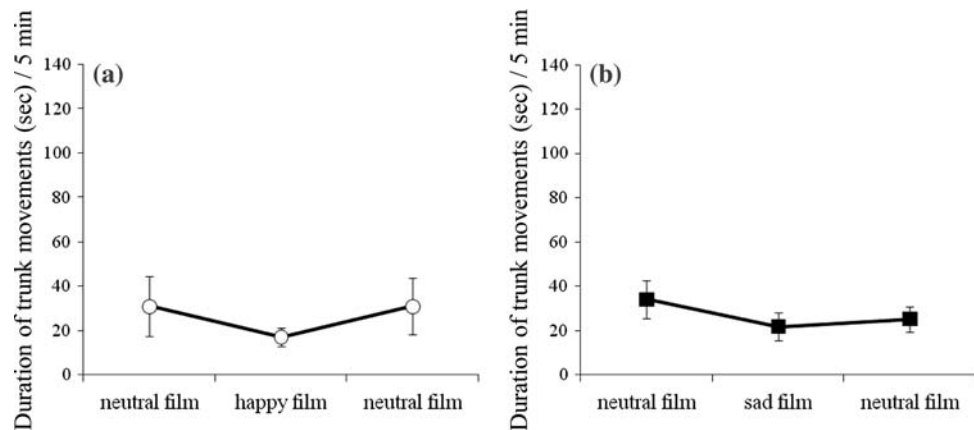 Duration of trunk movements (sec) / 5 min
(a)
140
120
100
80
60
40
20
0
neutral film
happy film
neutral film
Duration of trunk movements (sec) / 5 min
(b)
140
120
100
80
60
40
20
0
neutral film
sad film
neutral film